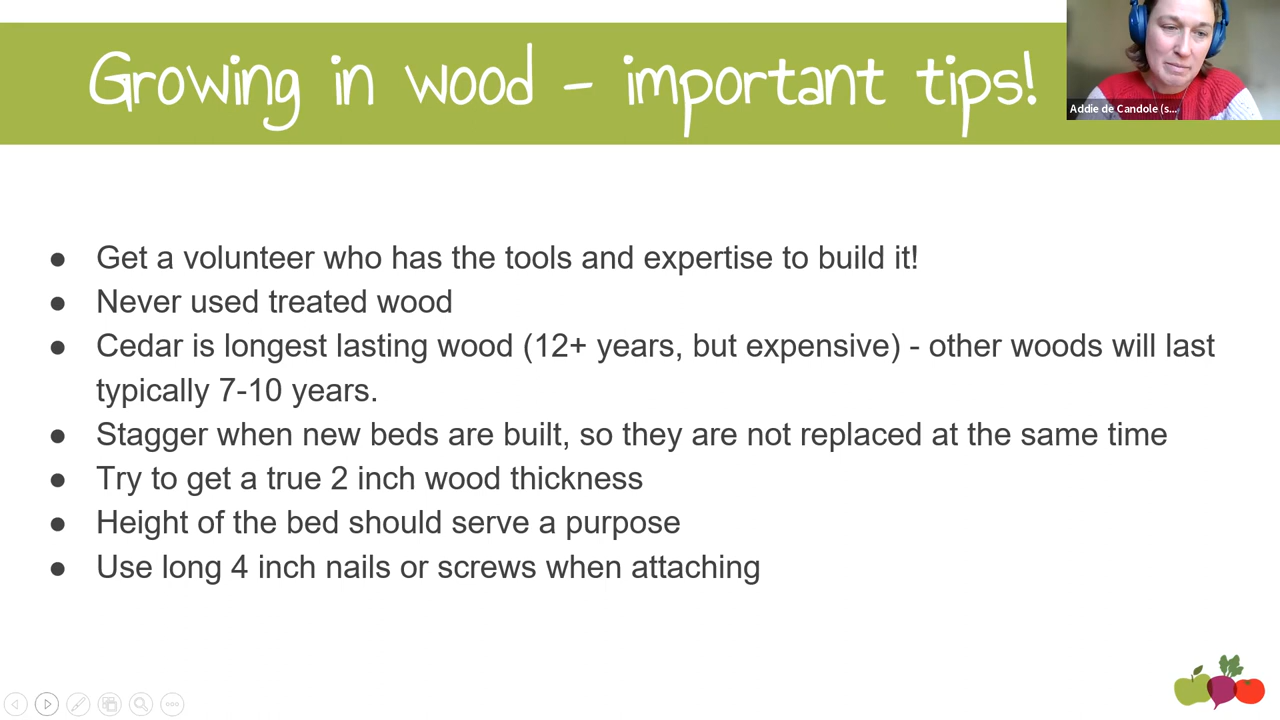 Growing in wood - important tips!
Addie de Candole (s...
● Get a volunteer who has the tools and expertise to build it!
● Never used treated wood
● Cedar is longest lasting wood (12+ years, but expensive) - other woods will last
typically 7-10 years.
● Stagger when new beds are built, so they are not replaced at the same time
● Try to get a true 2 inch wood thickness
● Height of the bed should serve a purpose
● Use long 4 inch nails or screws when attaching